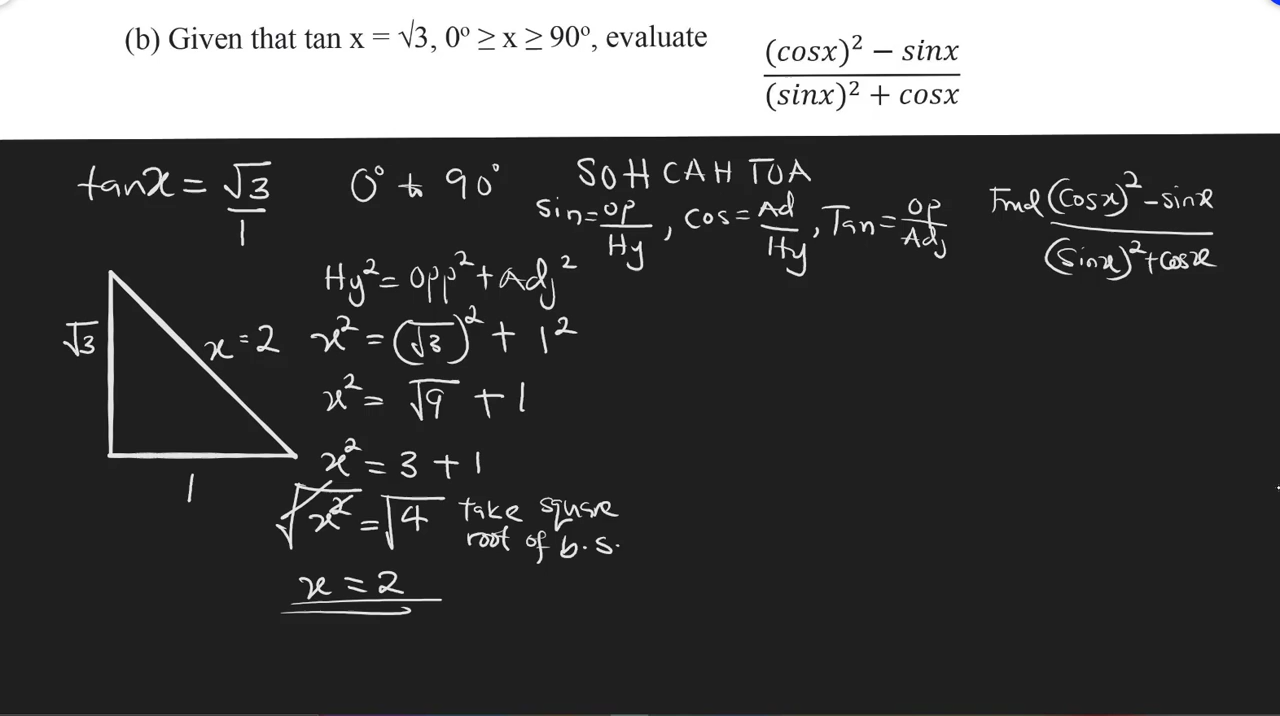 (b) Given that tan x = √3, 0° ≥ x ≥ 90°, evaluate
(cosx)² − sinx
(sinx)² + cosx
tanx = √3/1
0° to 90°
SOH CAH TOA
sin = OP/Hy, cos = Ad/Hy, Tan = OP/Adj
Find (Cosx)² − sinx
(sinx)² + cosx
Hy² = Opp² + Adj²
√3
x = 2
1
x² = (√3)² + 1²
x² = √9 + 1
x² = 3 + 1
√x² = √4 take square
root of b.s.
x = 2